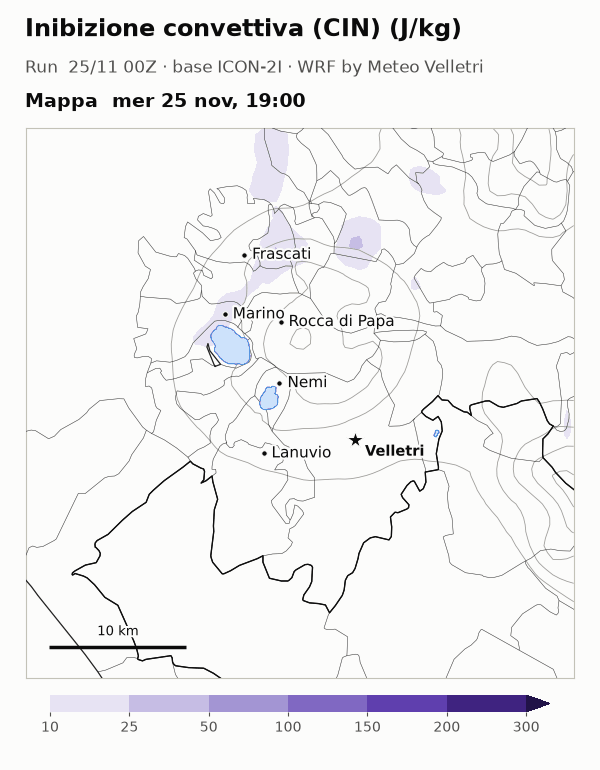 Inibizione convettiva (CIN) (J/kg)
Run 25/11 00Z · base ICON-2I · WRF by Meteo Velletri
Mappa mer 25 nov, 19:00
Frascati
Marino
Rocca di Papa
Nemi
Velletri
Lanuvio
10 km
10 25 50 100 150 200 300